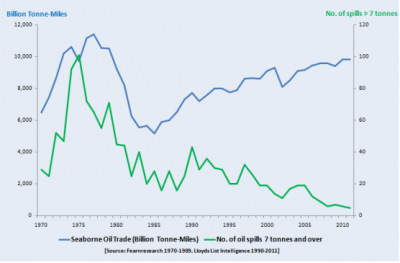 Billion Tonne-Miles No. of spills > 7 tonnes
12,000 120
10,000 100
8,000 80
6,000 60
4,000 40
2,000 20
0 0
1970 1975 1980 1985 1990 1995 2000 2005 2010
Seaborne Oil Trade (Billion Tonne-Miles) No. of oil spills 7 tonnes and over
[Source: Fearnresearch 1970-1989, Lloyds List Intelligence 1990-2011]